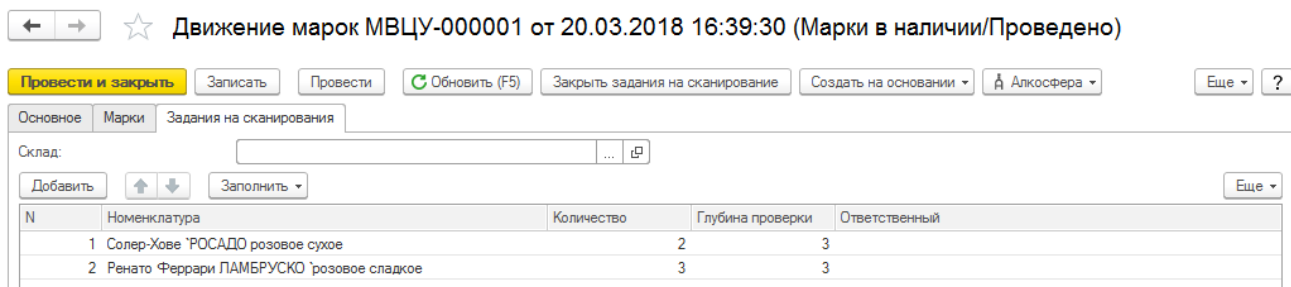 Движение марок МВЦУ-000001 от 20.03.2018 16:39:30 (Марки в наличии/Проведено)
Провести и закрыть Записать Провести Обновить (F5) Закрыть задания на сканирование Создать на основании Алкосфера Еще ?
Основное Марки Задания на сканирования
Склад: ...
Добавить Заполнить Еще
N Номенклатура Количество Глубина проверки Ответственный
1 Солер-Хове `РОСАДО розовое сухое 2 3
2 Ренато Феррари ЛАМБРУСКО `розовое сладкое 3 3